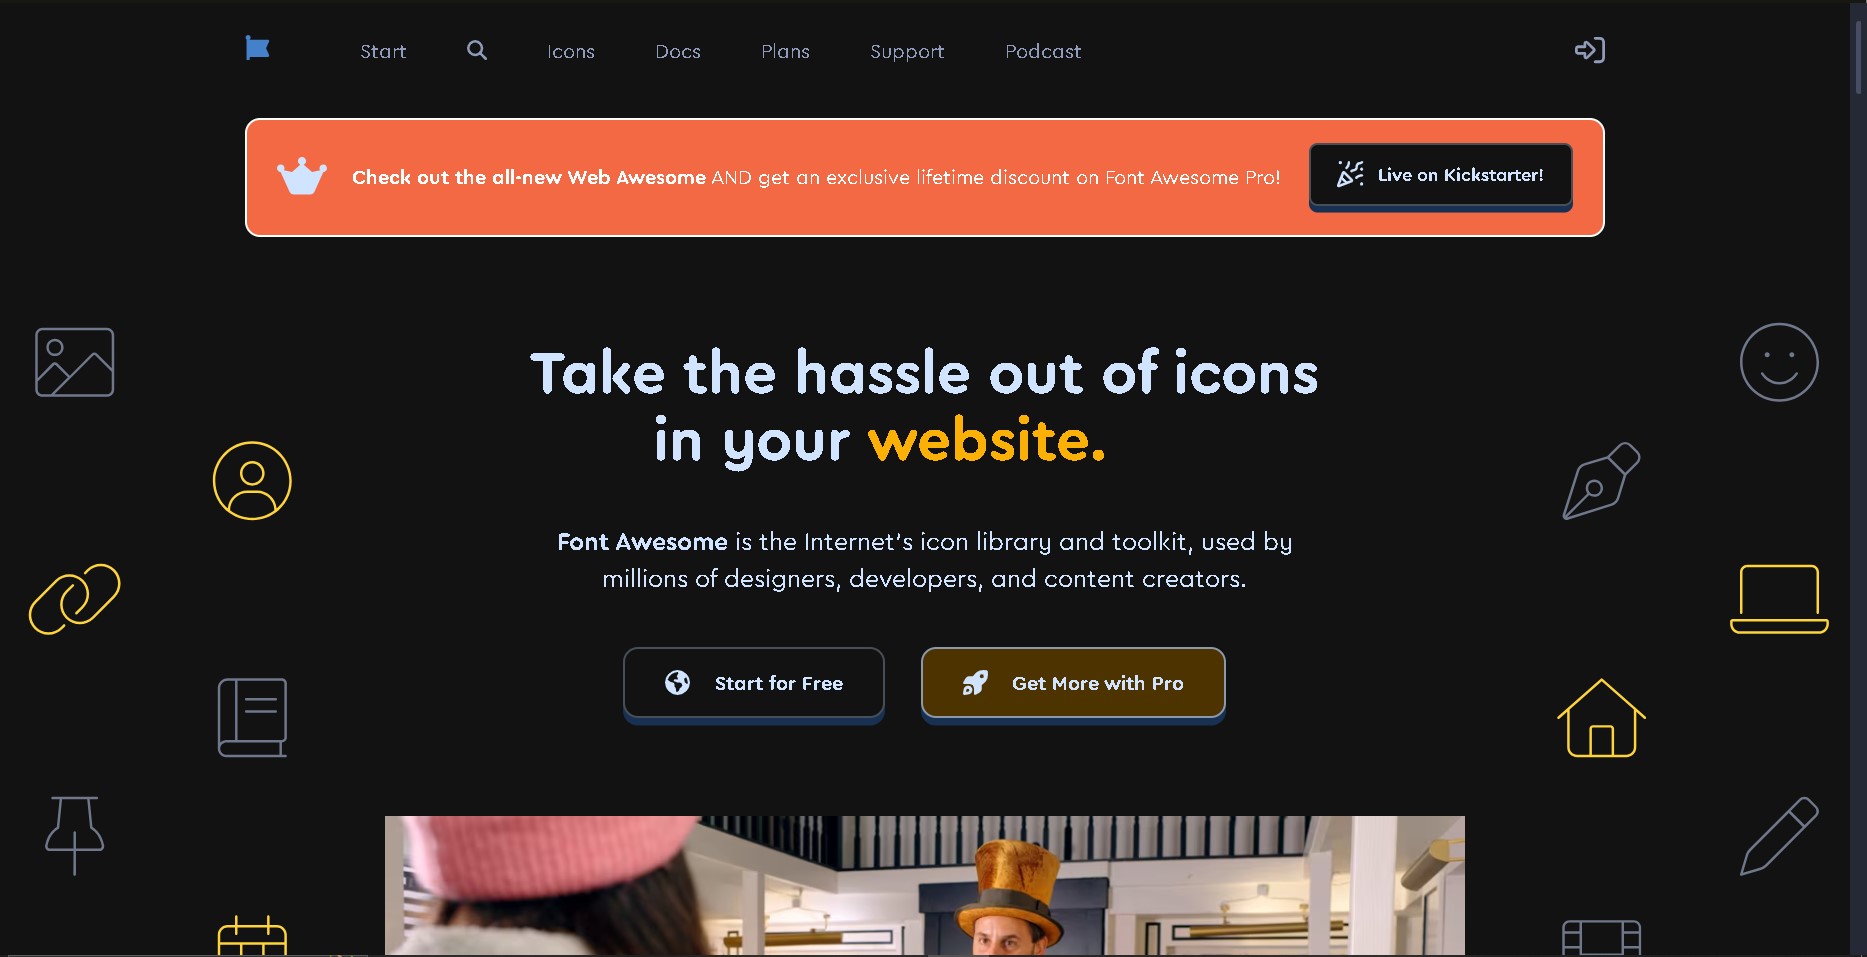 Start
Icons
Docs
Plans
Support
Podcast
Check out the all-new Web Awesome AND get an exclusive lifetime discount on Font Awesome Pro!
Live on Kickstarter!
Take the hassle out of icons
in your website.
Font Awesome is the Internet's icon library and toolkit, used by
millions of designers, developers, and content creators.
Start for Free
Get More with Pro